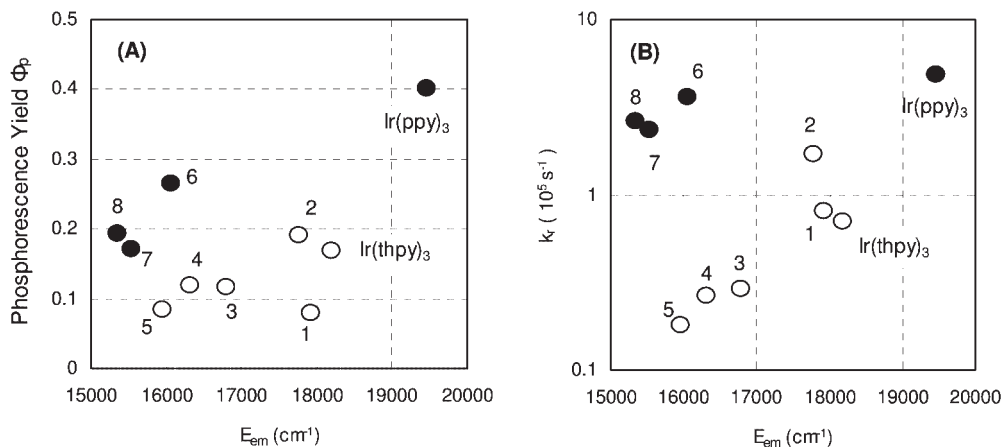 (A)
Phosphorescence Yield Φp
0.5
0.4
0.3
0.2
0.1
0
8
7
6
5
4
3
2
1
Ir(ppy)3
Ir(thpy)3
15000 16000 17000 18000 19000 20000
Eem (cm-1)
(B)
kr ( 10^5 s-1)
10
1
0.1
8
7
6
5
4
3
2
1
Ir(ppy)3
Ir(thpy)3
15000 16000 17000 18000 19000 20000
Eem (cm-1)